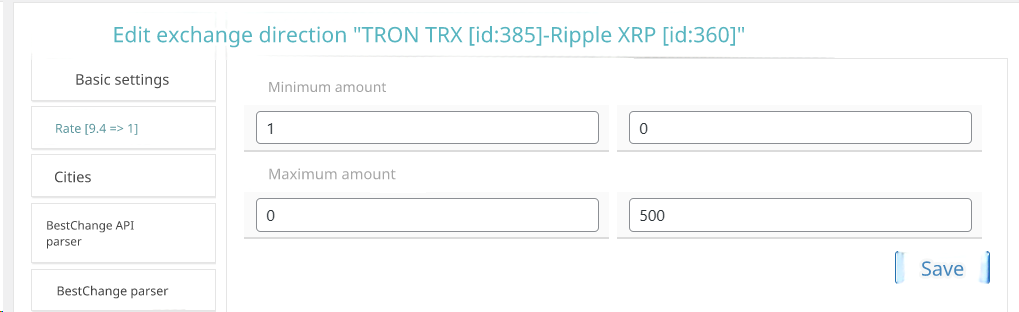 Edit exchange direction "TRON TRX [id:385]-Ripple XRP [id:360]"
Basic settings
Rate [9.4 => 1]
Cities
BestChange API
parser
BestChange parser
Minimum amount
1
0
Maximum amount
0
500
Save